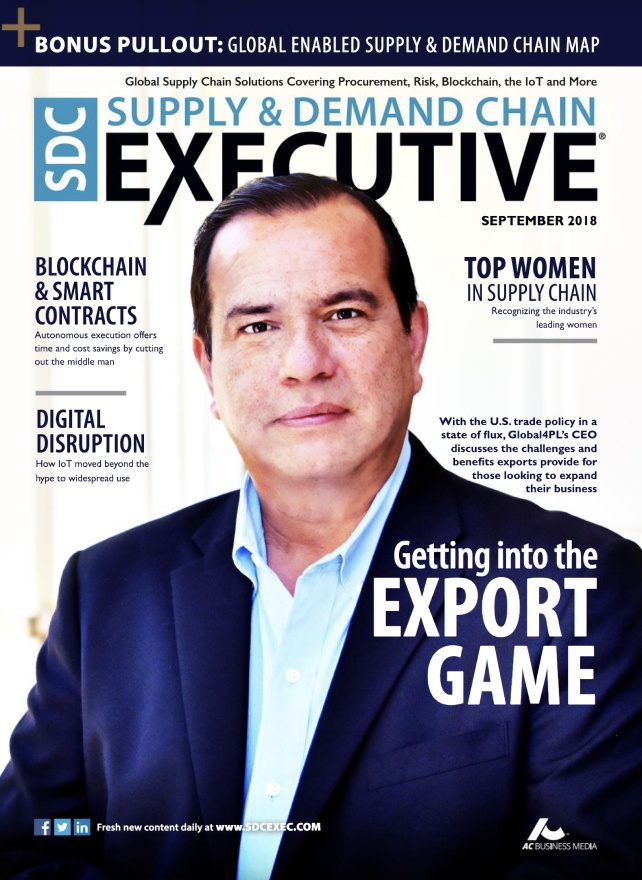 BONUS PULLOUT: GLOBAL ENABLED SUPPLY & DEMAND CHAIN MAP
Global Supply Chain Solutions Covering Procurement, Risk, Blockchain, the IoT and More
SDC
SUPPLY & DEMAND CHAIN
EXECUTIVE®
SEPTEMBER 2018
BLOCKCHAIN
& SMART
CONTRACTS
Autonomous execution offers
time and cost savings by cutting
out the middle man
DIGITAL
DISRUPTION
How IoT moved beyond the
hype to widespread use
TOP WOMEN
IN SUPPLY CHAIN
Recognizing the industry's
leading women
With the U.S. trade policy in a
state of flux, Global4PL's CEO
discusses the challenges and
benefits exports provide for
those looking to expand
their business
Getting into the
EXPORT
GAME
Fresh new content daily at www.SDCEXEC.COM
AC BUSINESS MEDIA